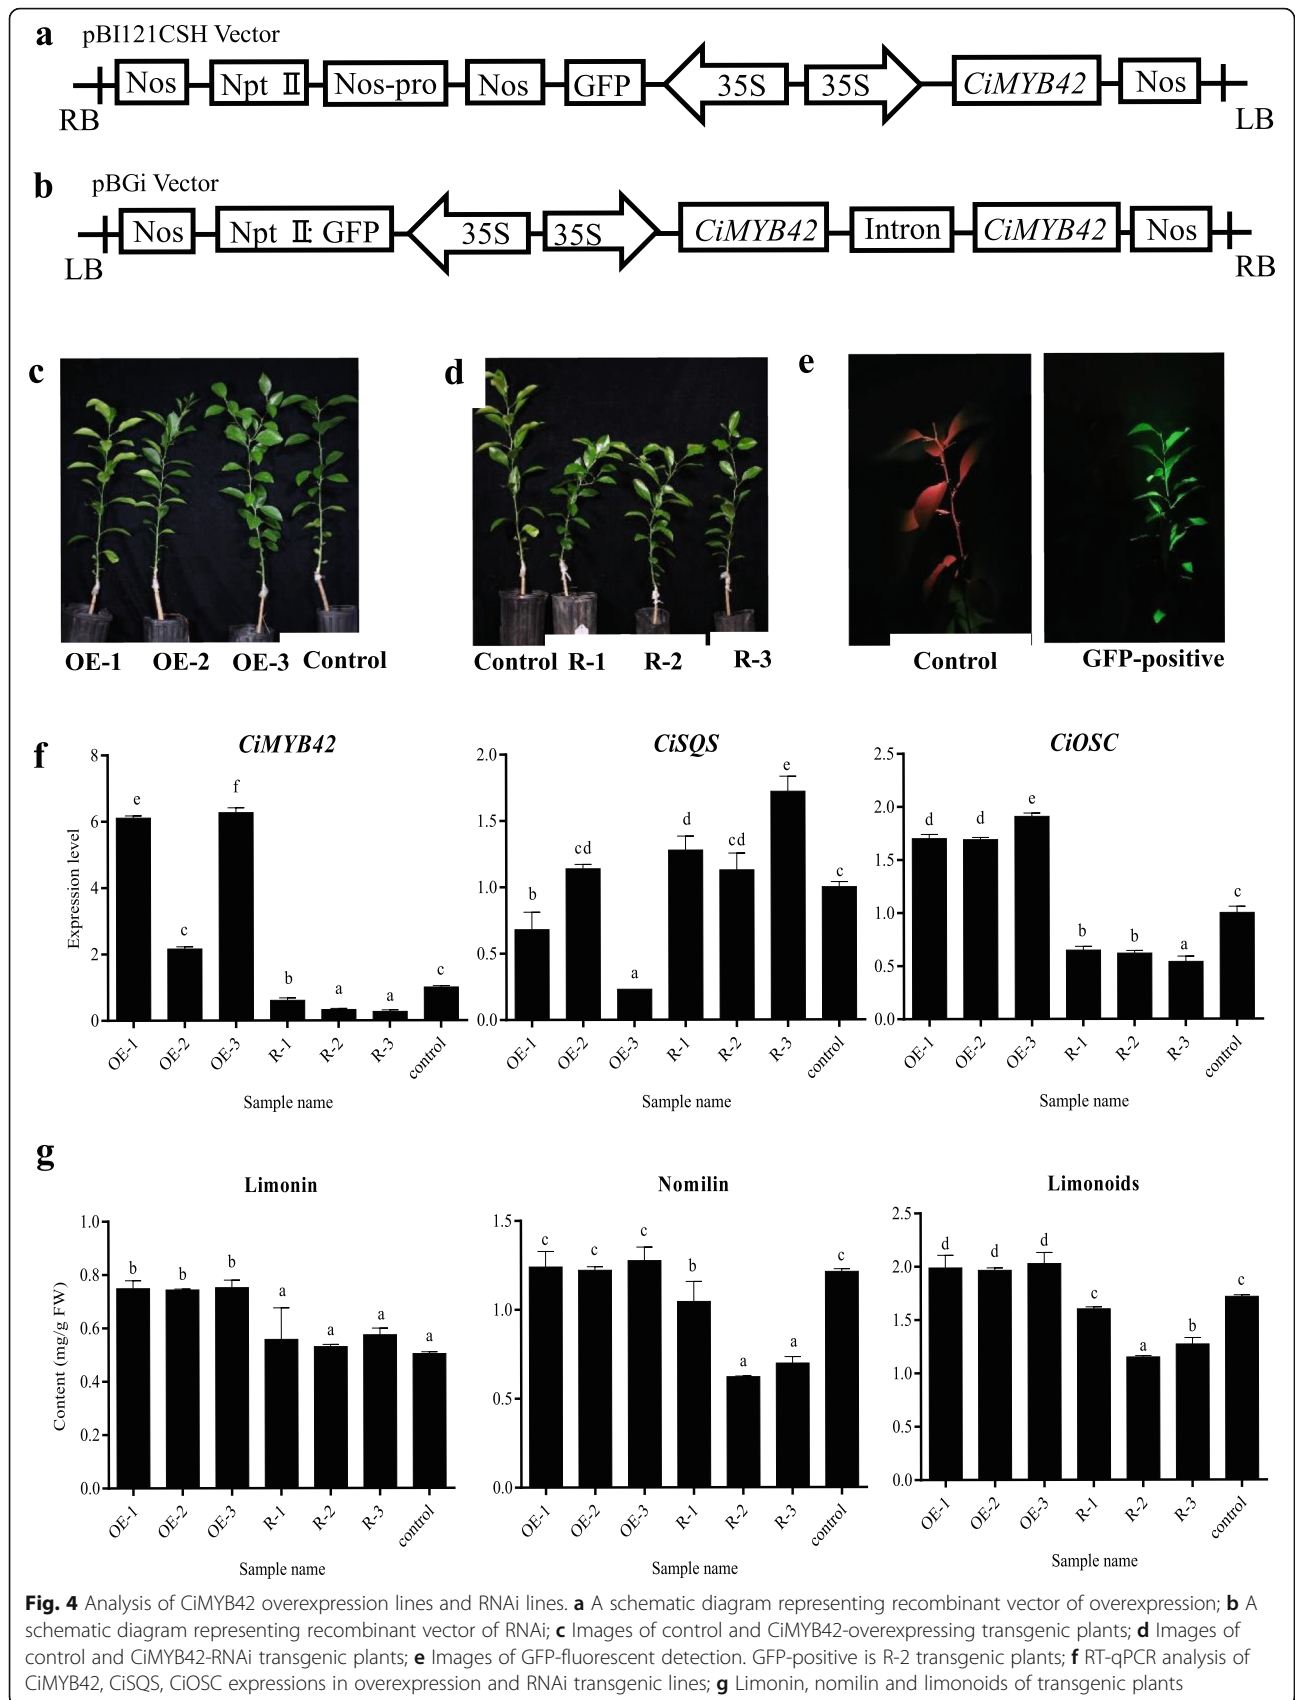 a pBI121CSH Vector
Nos Npt Ⅱ Nos-pro Nos GFP 35S 35S CiMYB42 Nos
RB LB
b pBGi Vector
Nos Npt Ⅱ: GFP 35S 35S CiMYB42 Intron CiMYB42 Nos
LB RB
c d e
OE-1 OE-2 OE-3 Control
Control R-1 R-2 R-3
Control GFP-positive
f
CiMYB42
Expression level
8
6
4
2
0
e c f b a a c
OE-1 OE-2 OE-3 R-1 R-2 R-3 control
Sample name
CiSQS
2.0
1.5
1.0
0.5
0.0
b cd a d cd e c
OE-1 OE-2 OE-3 R-1 R-2 R-3 control
Sample name
CiOSC
2.5
2.0
1.5
1.0
0.5
0.0
d d e b b a c
OE-1 OE-2 OE-3 R-1 R-2 R-3 control
Sample name
g
Limonin
Content (mg/g FW)
1.0
0.8
0.6
0.4
0.2
0.0
b b b a a a a
OE-1 OE-2 OE-3 R-1 R-2 R-3 control
Sample name
Nomilin
1.5
1.0
0.5
0.0
c c c b a a c
OE-1 OE-2 OE-3 R-1 R-2 R-3 control
Sample name
Limonoids
2.5
2.0
1.5
1.0
0.5
0.0
d d d c a b c
OE-1 OE-2 OE-3 R-1 R-2 R-3 control
Sample name
Fig. 4 Analysis of CiMYB42 overexpression lines and RNAi lines. a A schematic diagram representing recombinant vector of overexpression; b A
schematic diagram representing recombinant vector of RNAi; c Images of control and CiMYB42-overexpressing transgenic plants; d Images of
control and CiMYB42-RNAi transgenic plants; e Images of GFP-fluorescent detection. GFP-positive is R-2 transgenic plants; f RT-qPCR analysis of
CiMYB42, CiSQS, CiOSC expressions in overexpression and RNAi transgenic lines; g Limonin, nomilin and limonoids of transgenic plants